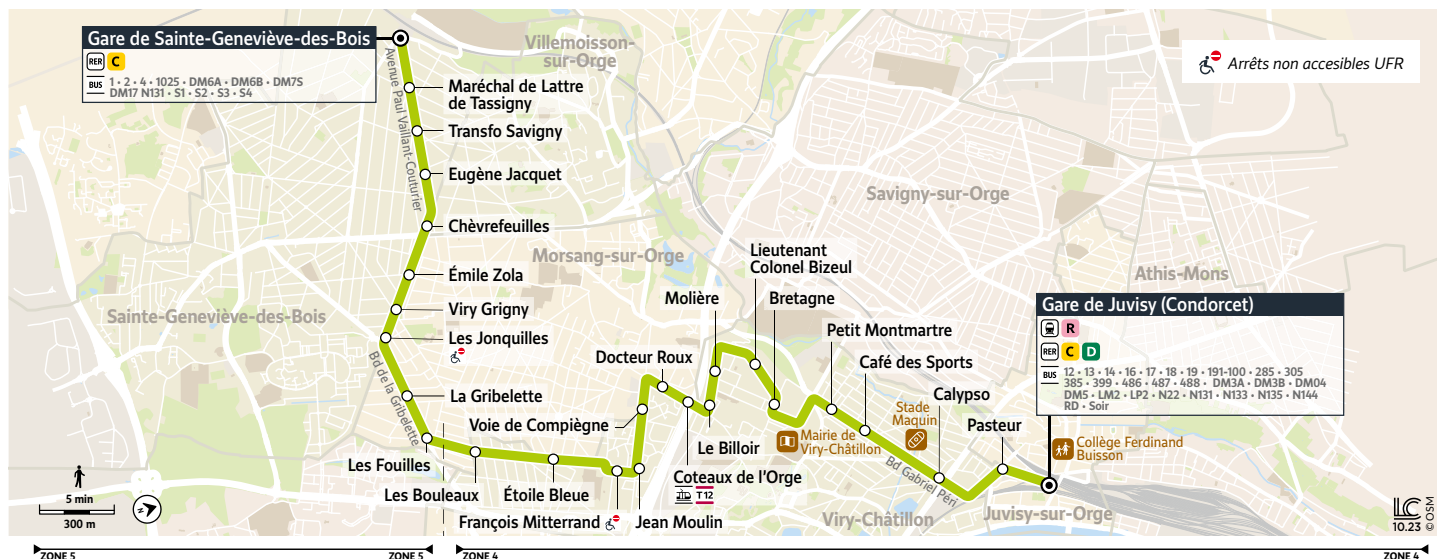 Gare de Sainte-Geneviève-des-Bois
RER C
BUS 1 • 2 • 4 • 1025 • DM6A • DM6B • DM7S
DM17 N131 • S1 • S2 • S3 • S4
Avenue Paul Vaillant-Couturier
Villemoisson-
sur-Orge
Arrêts non accesibles UFR
Maréchal de Lattre
de Tassigny
Transfo Savigny
Eugène Jacquet
Chèvrefeuilles
Émile Zola
Viry Grigny
Les Jonquilles
La Gribelette
Bd de la Gribelette
Les Fouilles
Sainte-Geneviève-des-Bois
Morsang-sur-Orge
Savigny-sur-Orge
Athis-Mons
Les Bouleaux
Étoile Bleue
François Mitterrand
Jean Moulin
Voie de Compiègne
Docteur Roux
Coteaux de l'Orge
T12
Le Billoir
Molière
Lieutenant
Colonel Bizeul
Bretagne
Mairie de
Viry-Châtillon
Petit Montmartre
Café des Sports
Stade
Maquin
Bd Gabriel Péri
Calypso
Pasteur
Viry-Châtillon
Juvisy-sur-Orge
Gare de Juvisy (Condorcet)
R
RER C D
BUS 12 • 13 • 14 • 16 • 17 • 18 • 19 • 191-100 • 285 • 305
385 • 399 • 486 • 487 • 488 • DM3A • DM3B • DM04
DM5 • LM2 • LP2 • N22 • N131 • N133 • N135 • N144
RD • Soir
Collège Ferdinand
Buisson
5 min
300 m
LC
10.23
© OSM
ZONE 5
ZONE 5
ZONE 4
ZONE 4